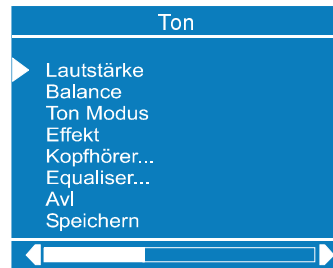 Ton
Lautstärke
Balance
Ton Modus
Effekt
Kopfhörer...
Equaliser...
Avl
Speichern